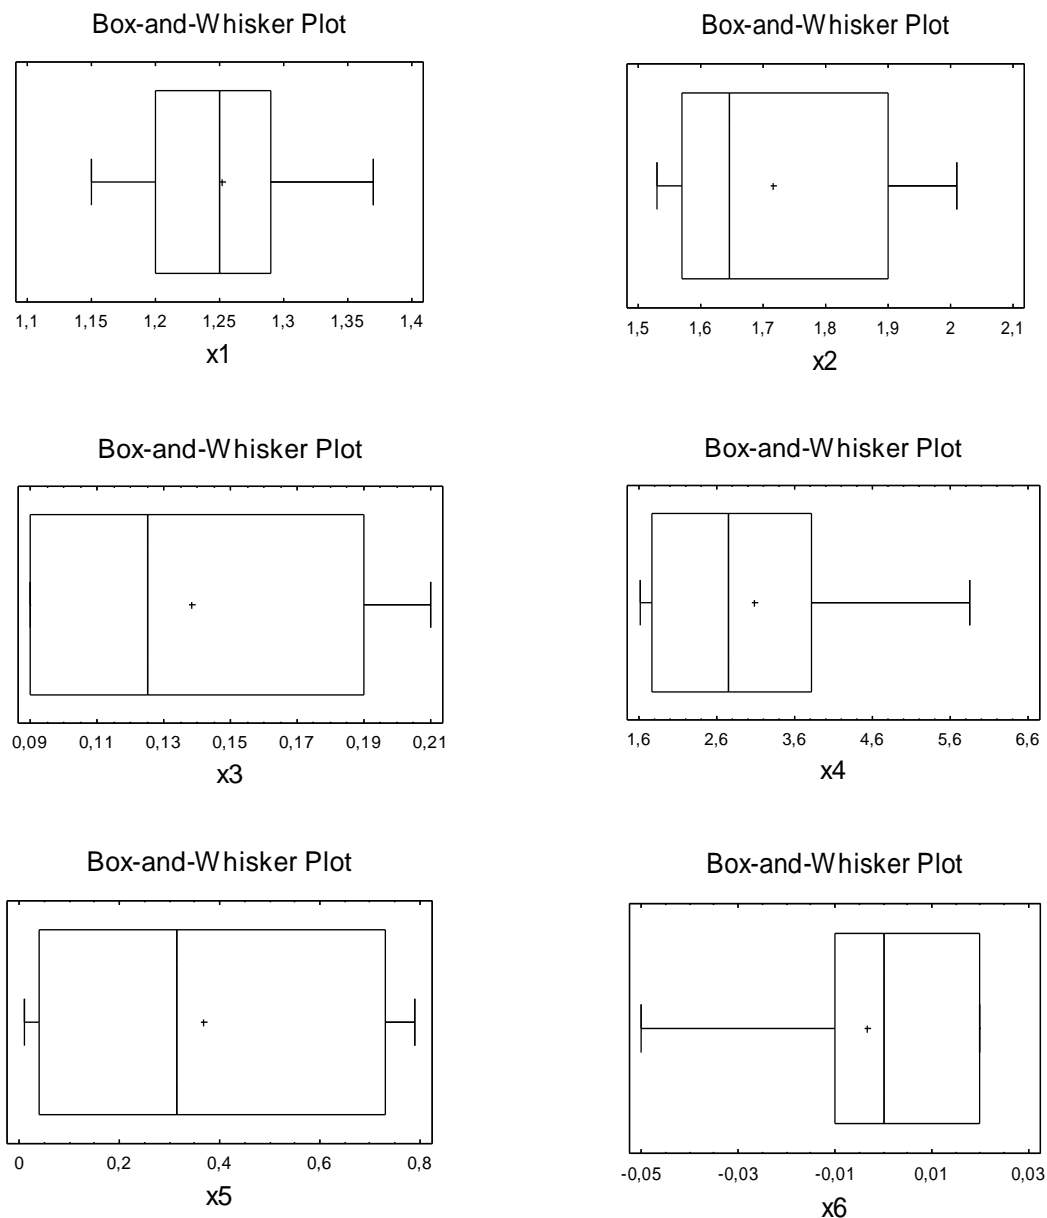 Box-and-Whisker Plot
1,1 1,15 1,2 1,25 1,3 1,35 1,4
x1
Box-and-Whisker Plot
1,5 1,6 1,7 1,8 1,9 2 2,1
x2
Box-and-Whisker Plot
0,09 0,11 0,13 0,15 0,17 0,19 0,21
x3
Box-and-Whisker Plot
1,6 2,6 3,6 4,6 5,6 6,6
x4
Box-and-Whisker Plot
0 0,2 0,4 0,6 0,8
x5
Box-and-Whisker Plot
-0,05 -0,03 -0,01 0,01 0,03
x6